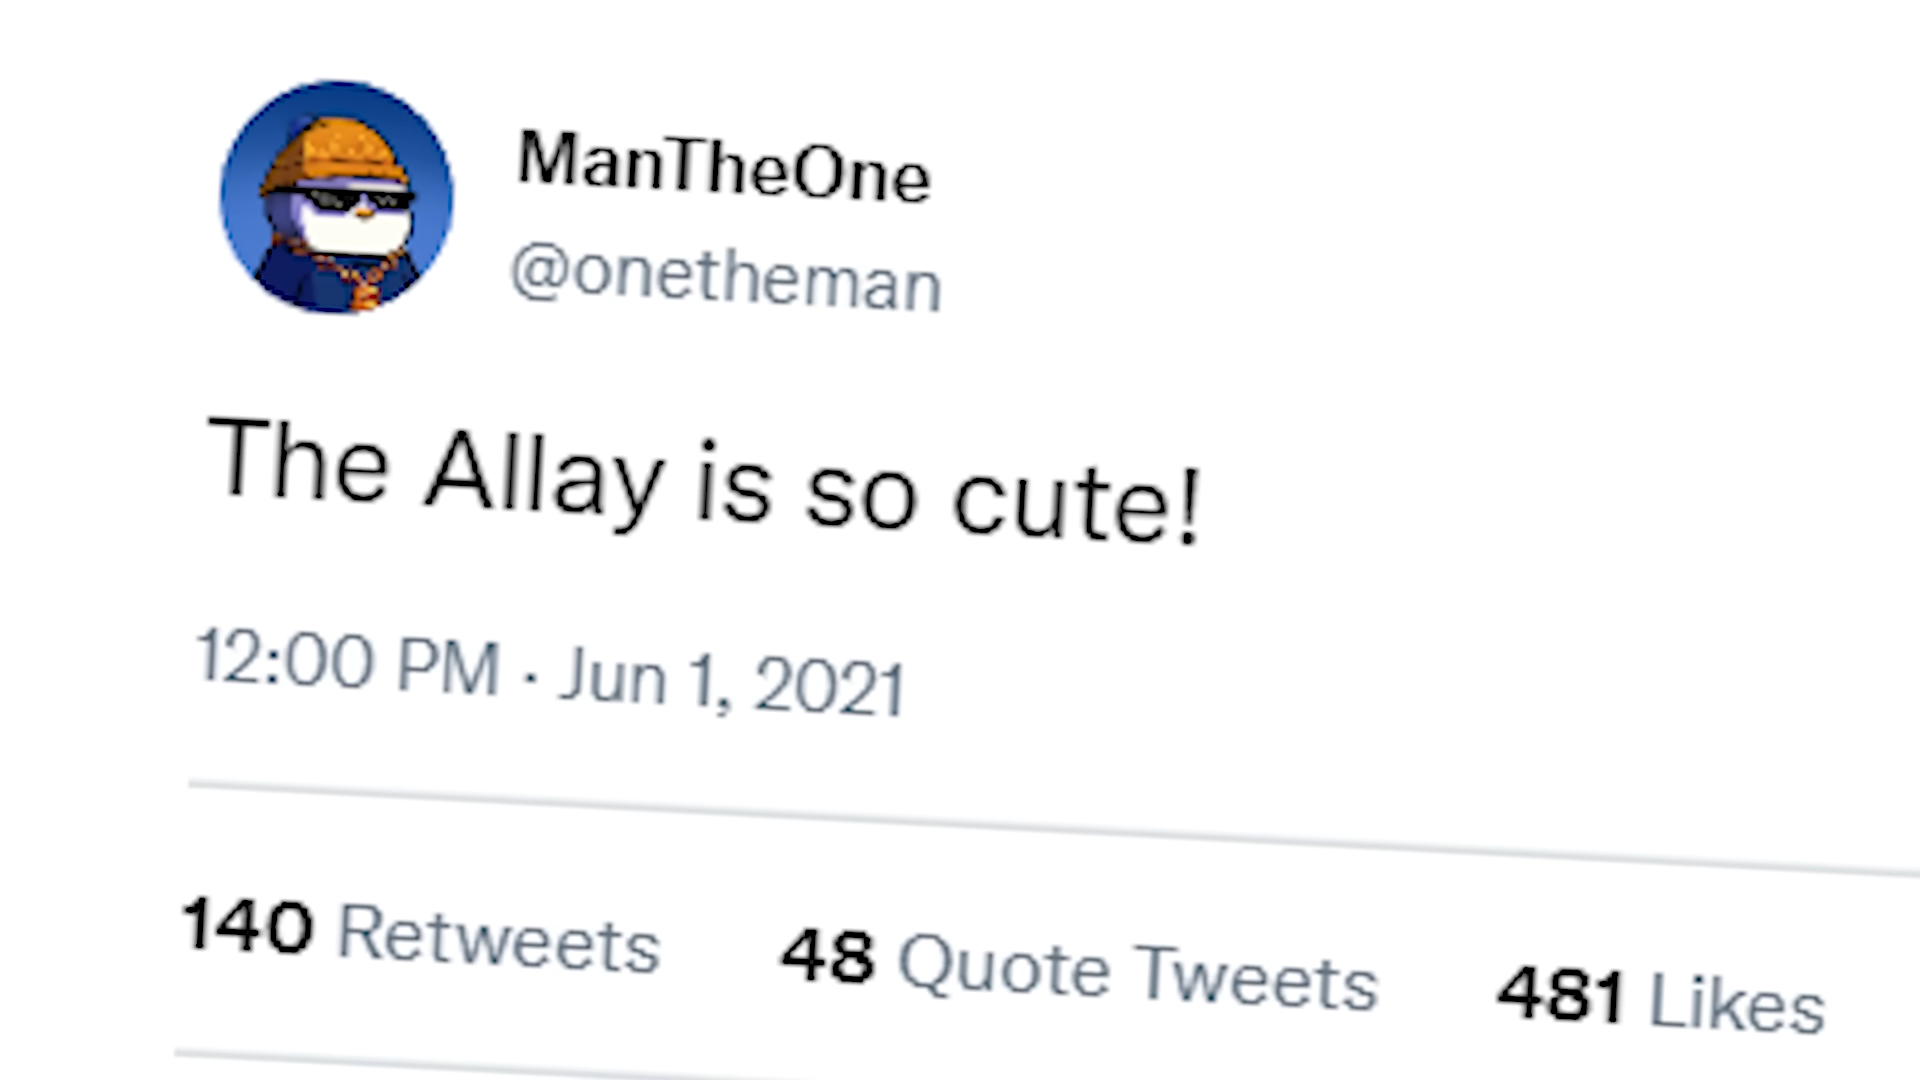 ManTheOne
@onetheman
The Allay is so cute!
12:00 PM · Jun 1, 2021
140 Retweets 48 Quote Tweets 481 Likes